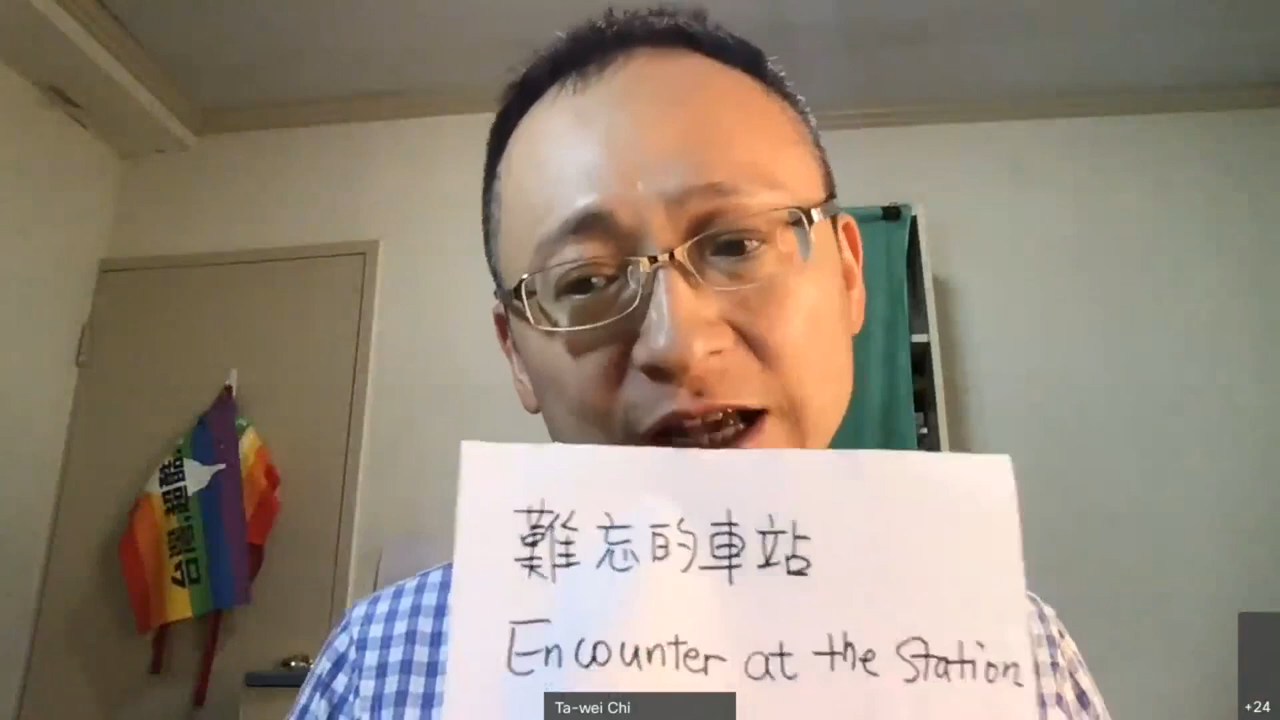 難忘的車站
Encounter at the Station
Ta-wei Chi
+24